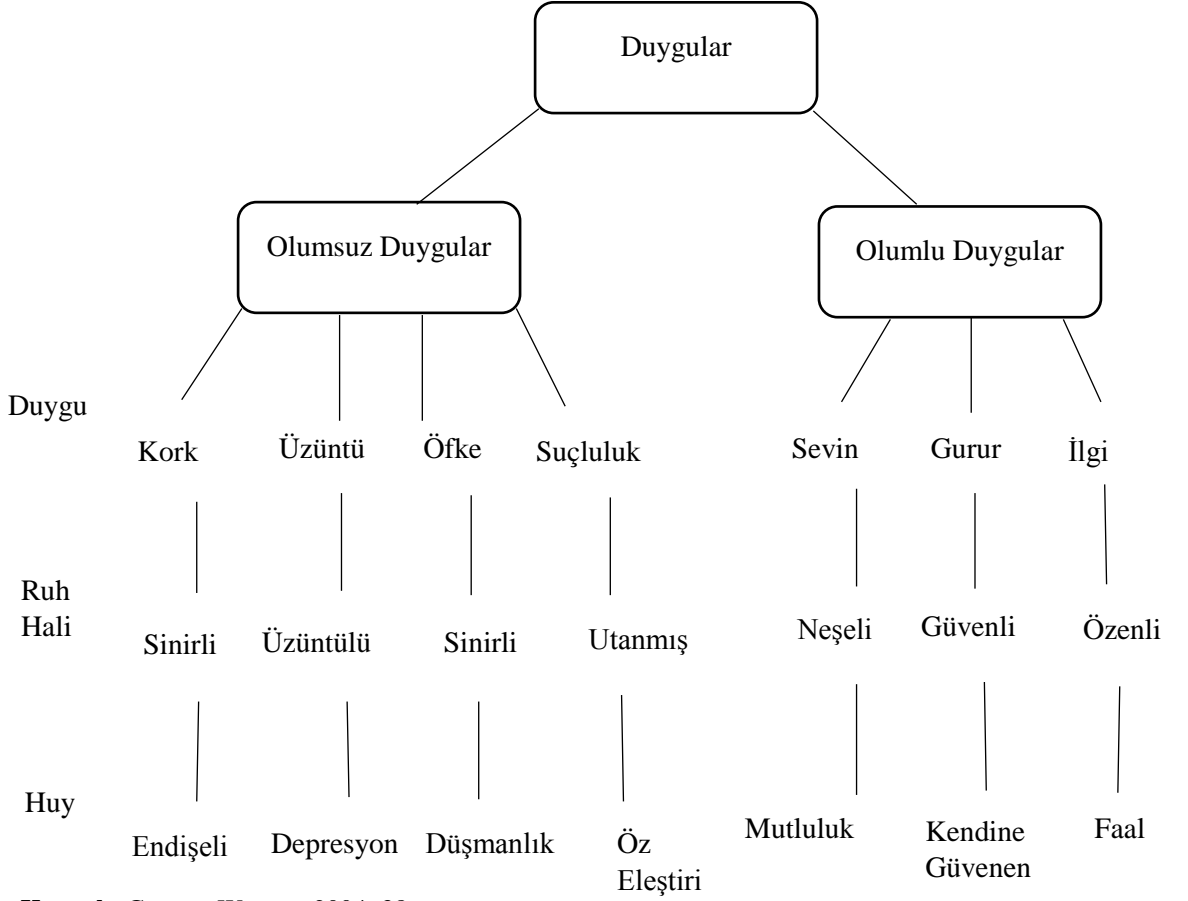 Duygular
Olumsuz Duygular
Olumlu Duygular
Duygu
Kork
Üzüntü
Öfke
Suçluluk
Sevin
Gurur
İlgi
Ruh
Hali
Sinirli
Üzüntülü
Sinirli
Utanmış
Neşeli
Güvenli
Özenli
Huy
Endişeli
Depresyon
Düşmanlık
Öz
Eleştiri
Mutluluk
Kendine
Güvenen
Faal